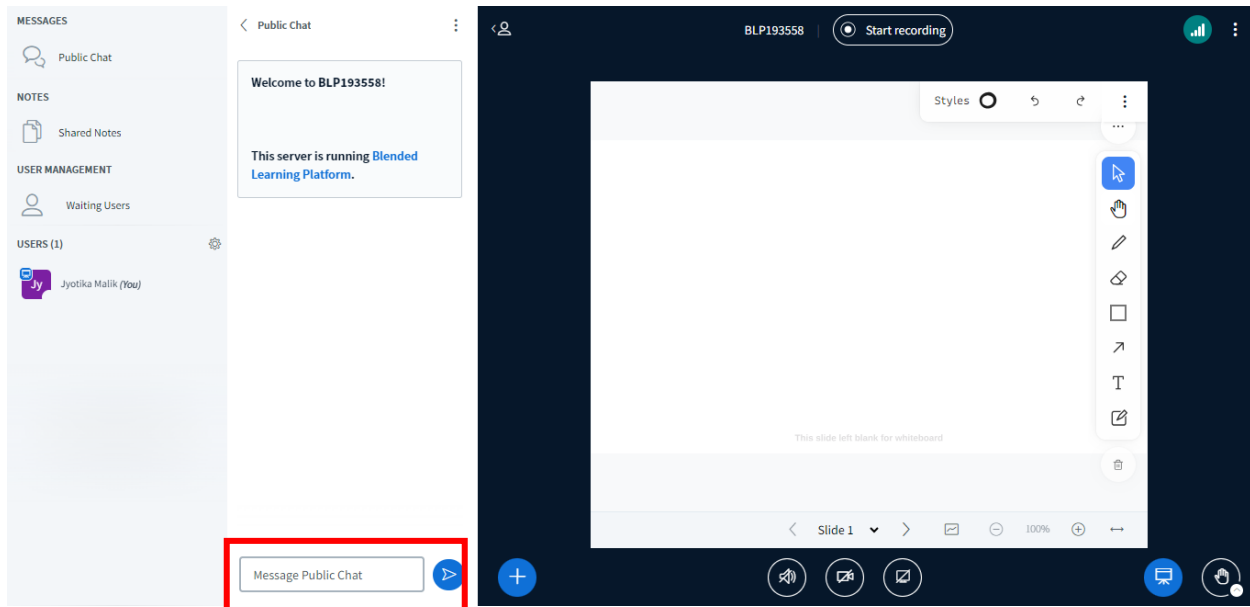 MESSAGES
Public Chat
NOTES
Shared Notes
USER MANAGEMENT
Waiting Users
USERS (1)
Jy
Jyotika Malik (You)
Public Chat
Welcome to BLP193558!
This server is running Blended
Learning Platform.
Message Public Chat
BLP193558
Start recording
Styles
T
This slide left blank for whiteboard
Slide 1
100%